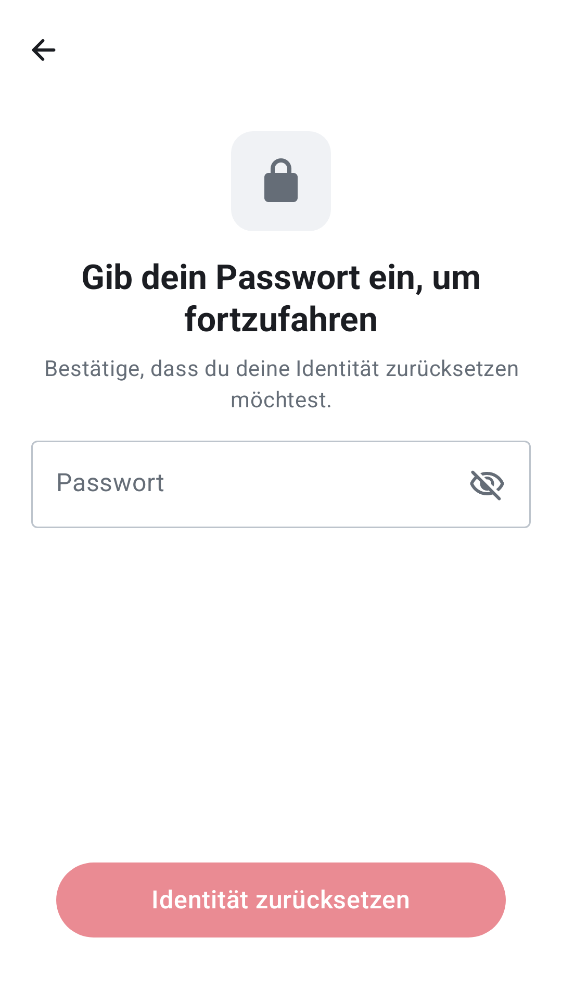 Gib dein Passwort ein, um
fortzufahren
Bestätige, dass du deine Identität zurücksetzen
möchtest.
Passwort
Identität zurücksetzen